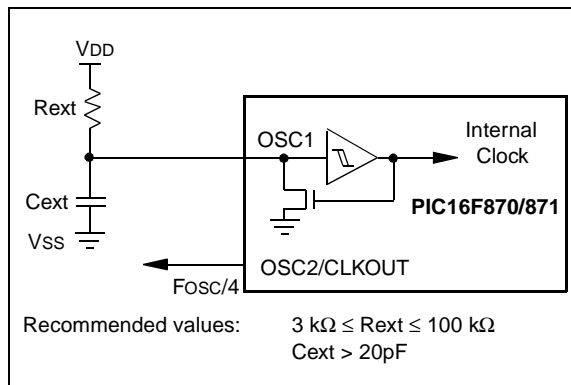 VDD
Rext
OSC1
Internal
Clock
Cext
PIC16F870/871
VSS
OSC2/CLKOUT
FOSC/4
Recommended values: 3 kΩ ≤ Rext ≤ 100 kΩ
Cext > 20pF